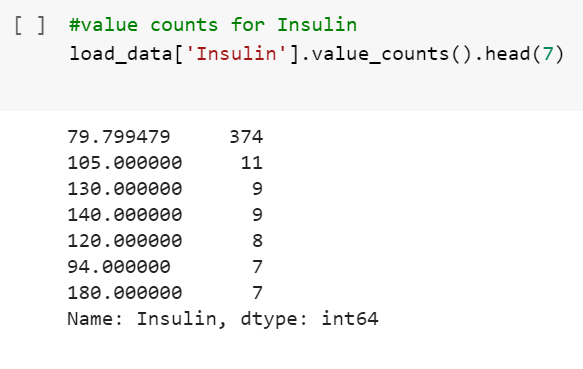 [ ] #value counts for Insulin
load_data['Insulin'].value_counts().head(7)
79.799479 374
105.000000 11
130.000000 9
140.000000 9
120.000000 8
94.000000 7
180.000000 7
Name: Insulin, dtype: int64